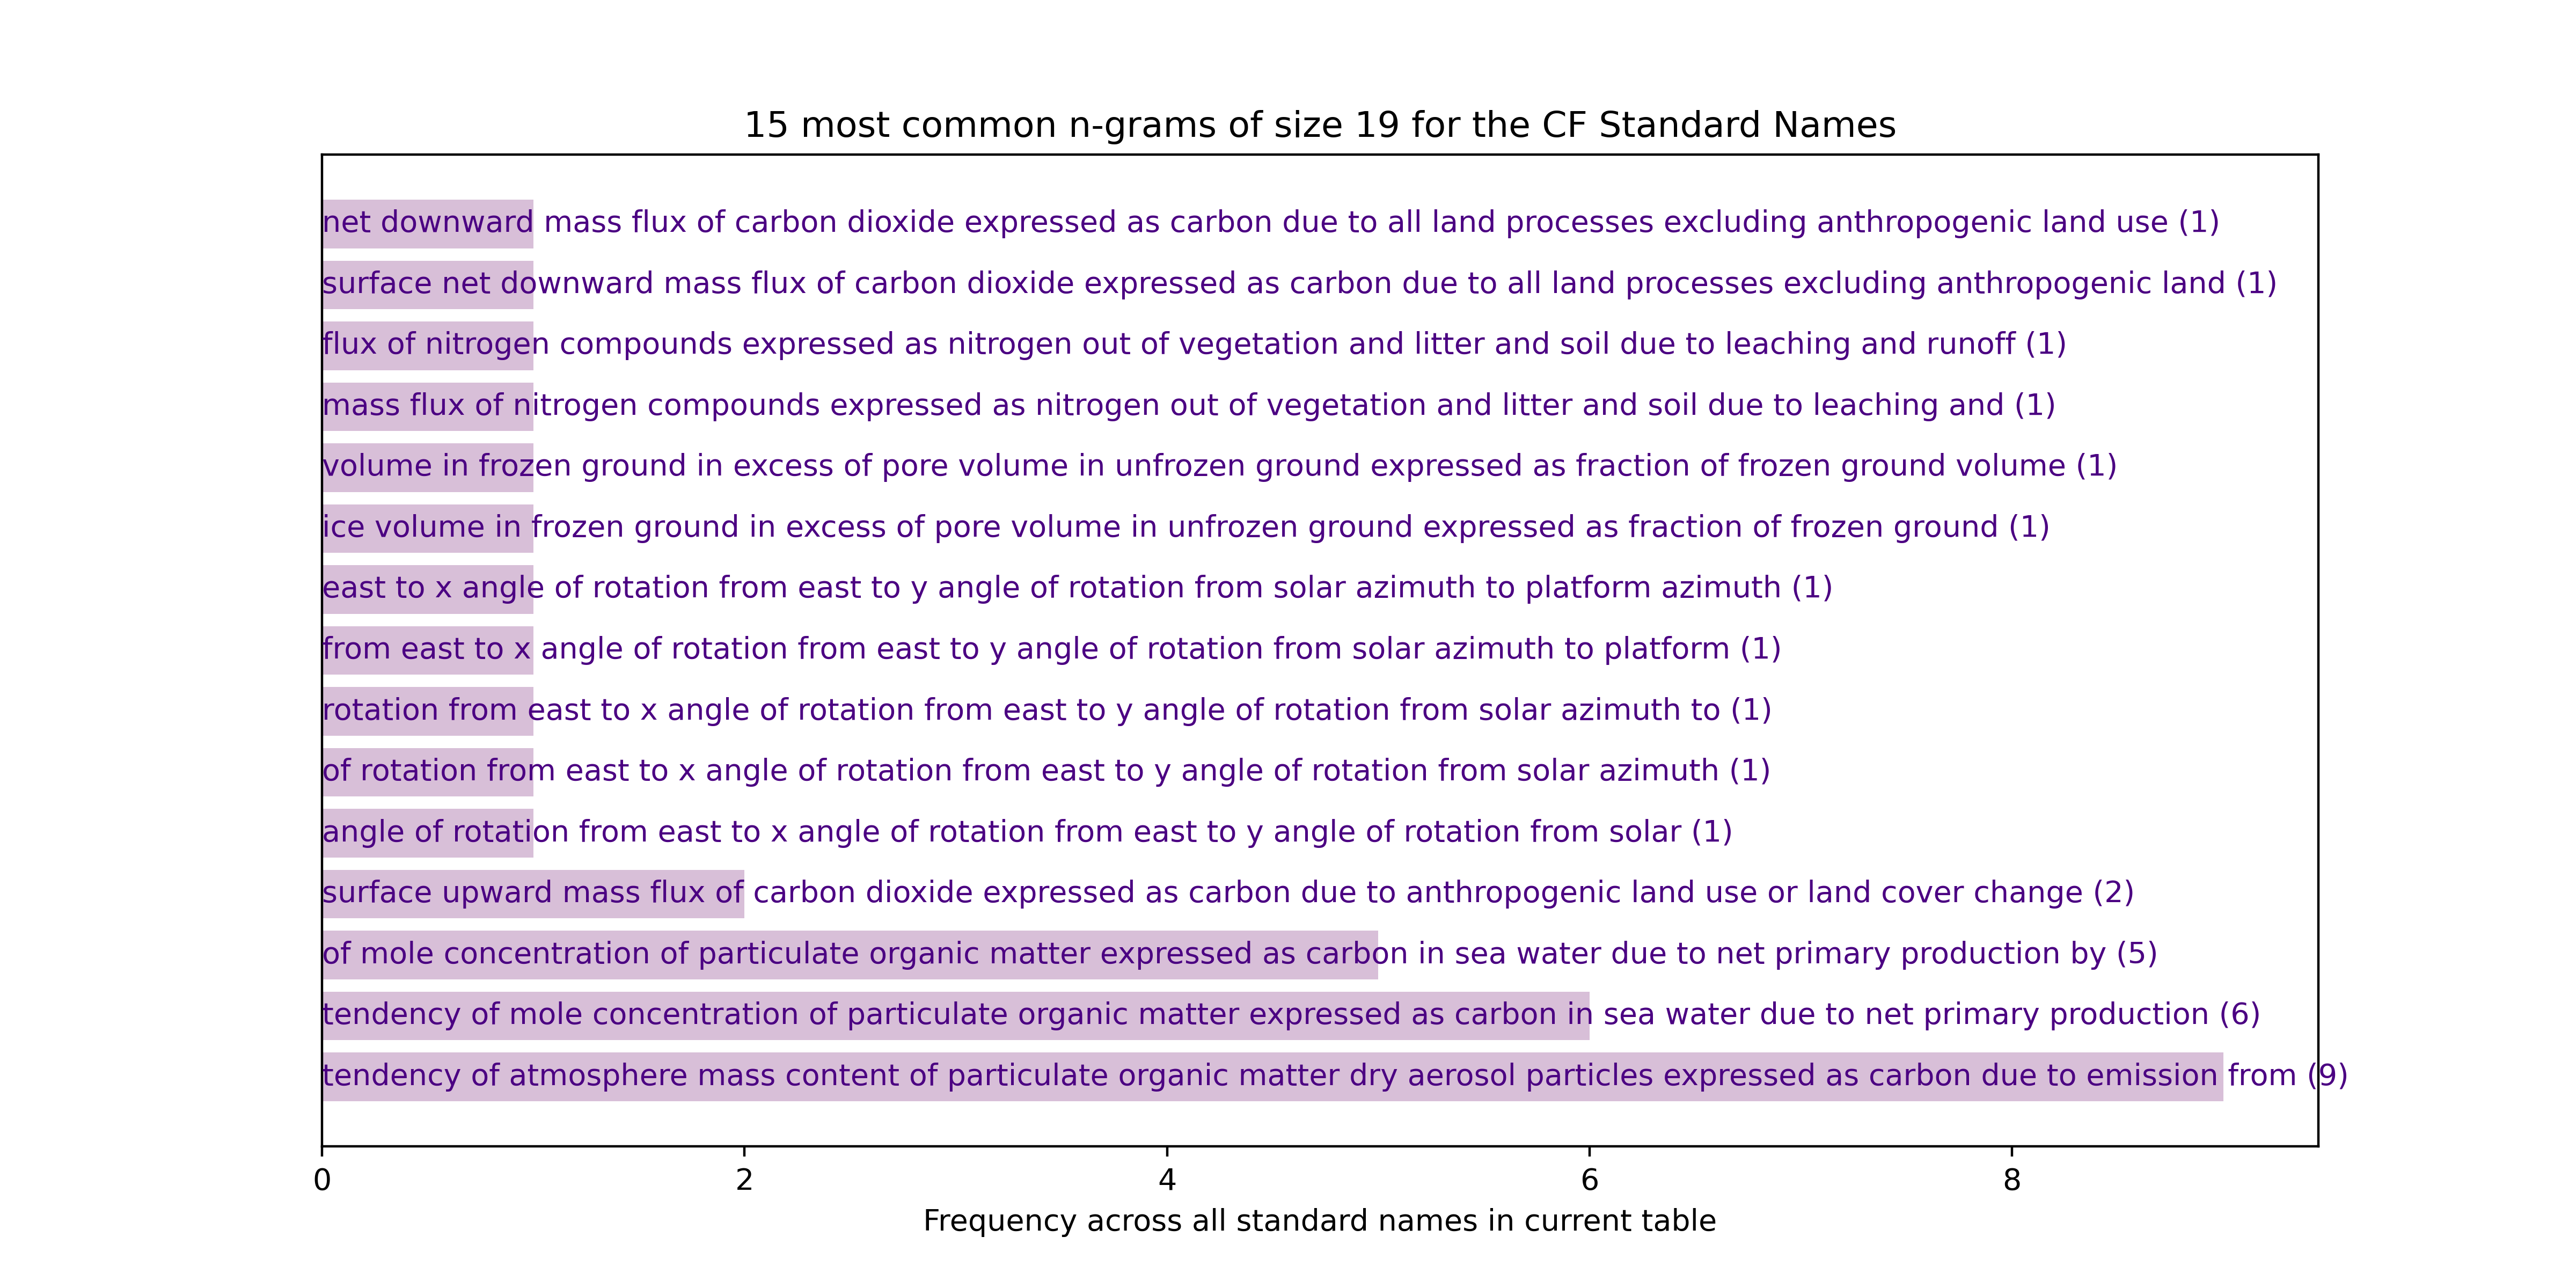 15 most common n-grams of size 19 for the CF Standard Names
net downward mass flux of carbon dioxide expressed as carbon due to all land processes excluding anthropogenic land use (1)
surface net downward mass flux of carbon dioxide expressed as carbon due to all land processes excluding anthropogenic land (1)
flux of nitrogen compounds expressed as nitrogen out of vegetation and litter and soil due to leaching and runoff (1)
mass flux of nitrogen compounds expressed as nitrogen out of vegetation and litter and soil due to leaching and (1)
volume in frozen ground in excess of pore volume in unfrozen ground expressed as fraction of frozen ground volume (1)
ice volume in frozen ground in excess of pore volume in unfrozen ground expressed as fraction of frozen ground (1)
east to x angle of rotation from east to y angle of rotation from solar azimuth to platform azimuth (1)
from east to x angle of rotation from east to y angle of rotation from solar azimuth to platform (1)
rotation from east to x angle of rotation from east to y angle of rotation from solar azimuth to (1)
of rotation from east to x angle of rotation from east to y angle of rotation from solar azimuth (1)
angle of rotation from east to x angle of rotation from east to y angle of rotation from solar (1)
surface upward mass flux of carbon dioxide expressed as carbon due to anthropogenic land use or land cover change (2)
of mole concentration of particulate organic matter expressed as carbon in sea water due to net primary production by (5)
tendency of mole concentration of particulate organic matter expressed as carbon in sea water due to net primary production (6)
tendency of atmosphere mass content of particulate organic matter dry aerosol particles expressed as carbon due to emission from (9)
0 2 4 6 8
Frequency across all standard names in current table